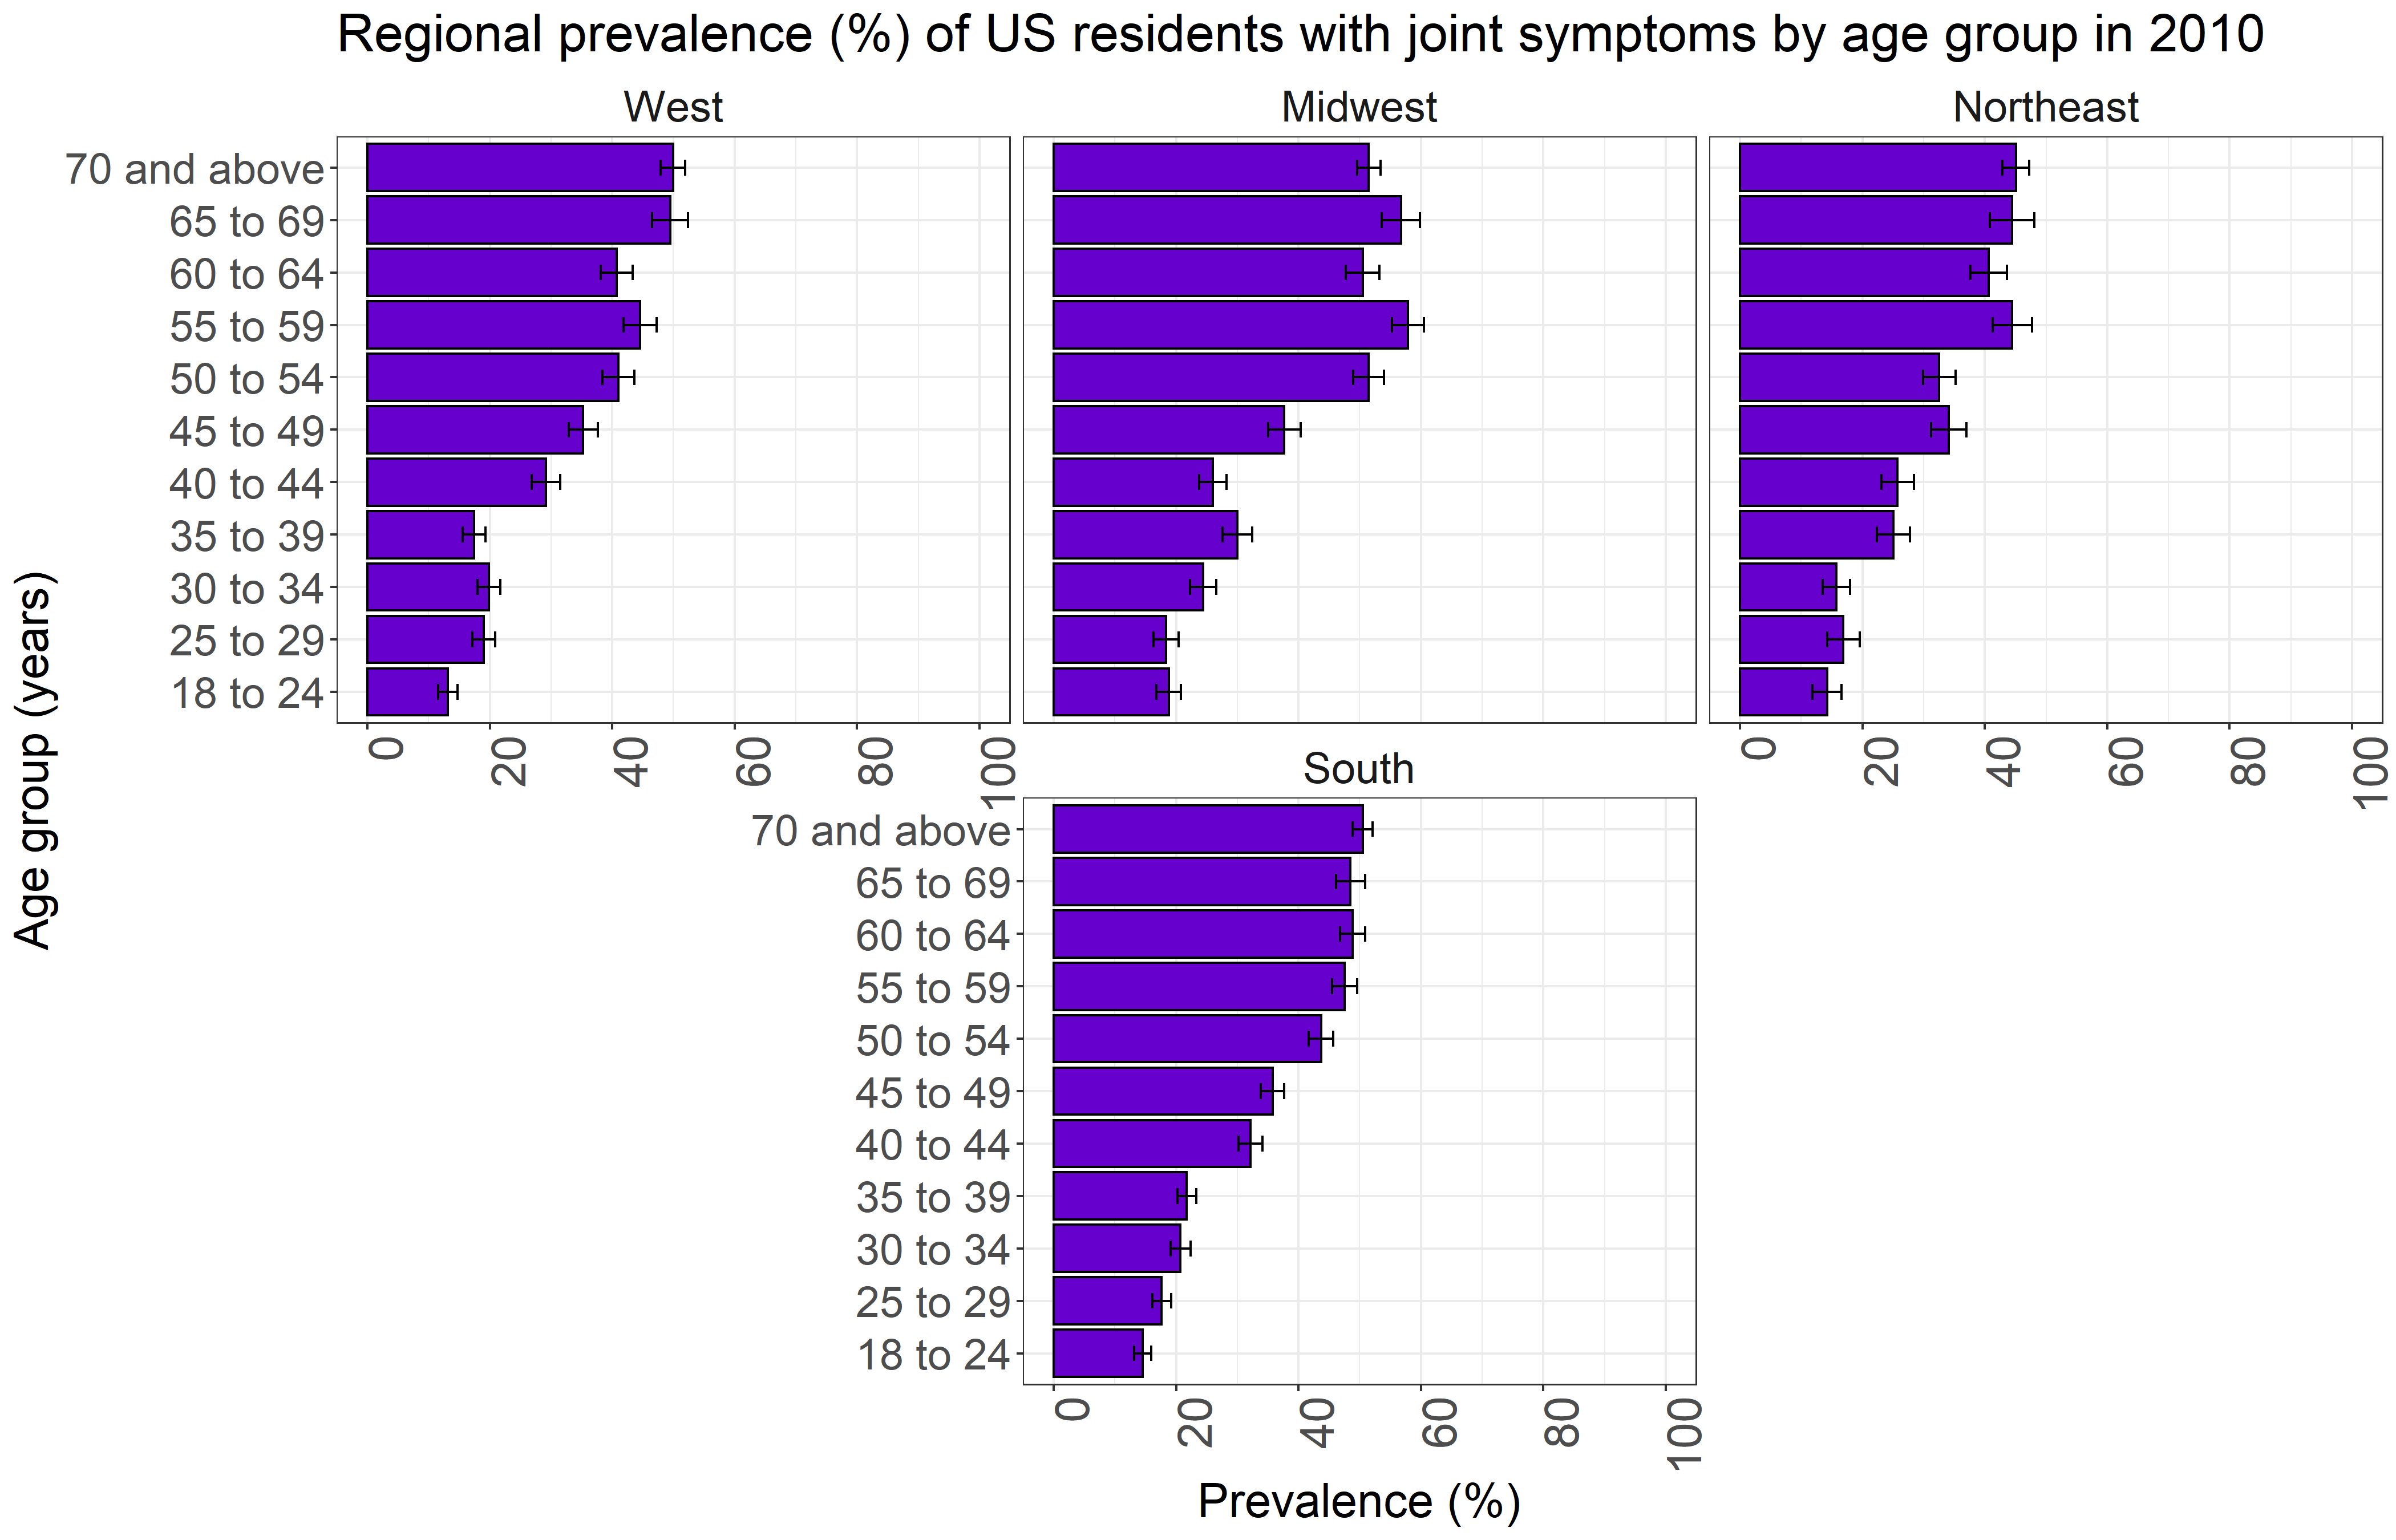 Regional prevalence (%) of US residents with joint symptoms by age group in 2010
West
Midwest
Northeast
Age group (years)
70 and above
65 to 69
60 to 64
55 to 59
50 to 54
45 to 49
40 to 44
35 to 39
30 to 34
25 to 29
18 to 24
0 20 40 60 80 100
0 20 40 60 80 100
South
70 and above
65 to 69
60 to 64
55 to 59
50 to 54
45 to 49
40 to 44
35 to 39
30 to 34
25 to 29
18 to 24
0 20 40 60 80 100
Prevalence (%)